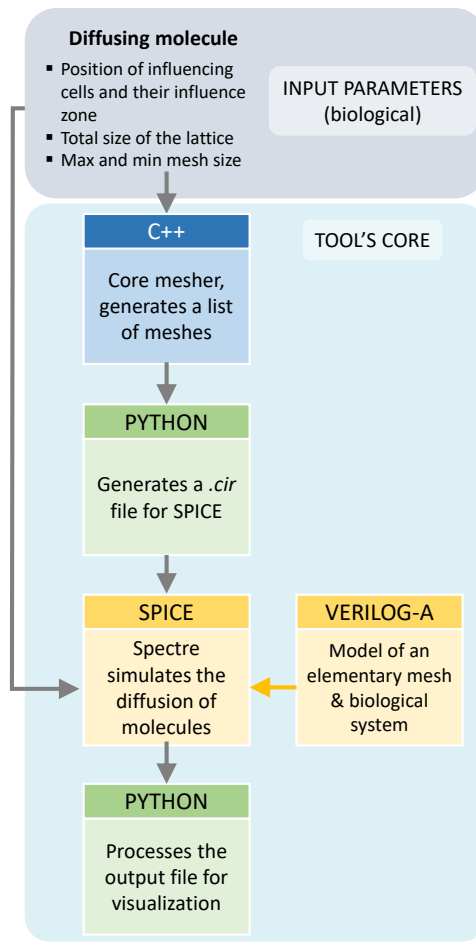 Diffusing molecule
▪ Position of influencing
cells and their influence
zone
▪ Total size of the lattice
▪ Max and min mesh size
INPUT PARAMETERS
(biological)
TOOL'S CORE
C++
Core mesher,
generates a list
of meshes
PYTHON
Generates a .cir
file for SPICE
SPICE
Spectre
simulates the
diffusion of
molecules
VERILOG-A
Model of an
elementary mesh
& biological
system
PYTHON
Processes the
output file for
visualization